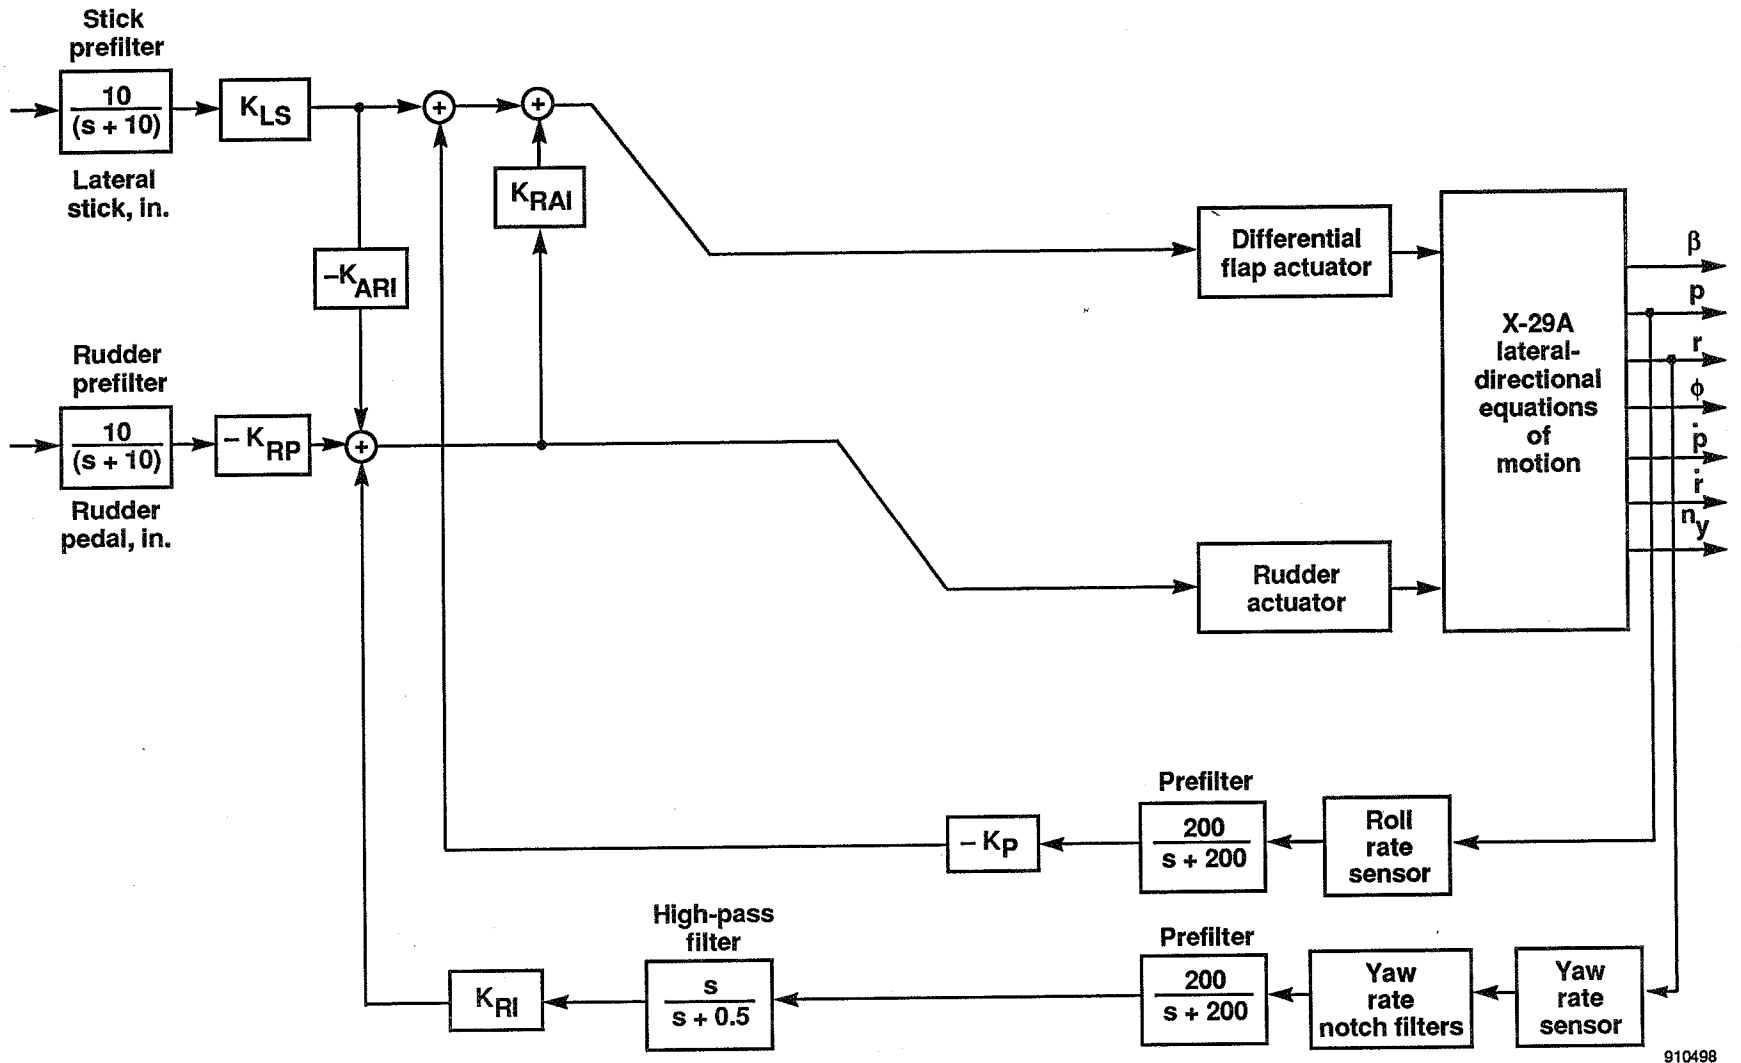 Stick
prefilter
10
(s + 10)
Lateral
stick, in.
K_LS
+
+
K_RAI
–K_ARI
Rudder
prefilter
10
(s + 10)
Rudder
pedal, in.
– K_RP
+
Differential
flap actuator
Rudder
actuator
X-29A
lateral-
directional
equations
of
motion
β
p
r
ϕ
ṗ
ṙ
n_y
Prefilter
200
s + 200
– K_P
Roll
rate
sensor
High-pass
filter
s
s + 0.5
K_RI
Prefilter
200
s + 200
Yaw
rate
notch filters
Yaw
rate
sensor
910498